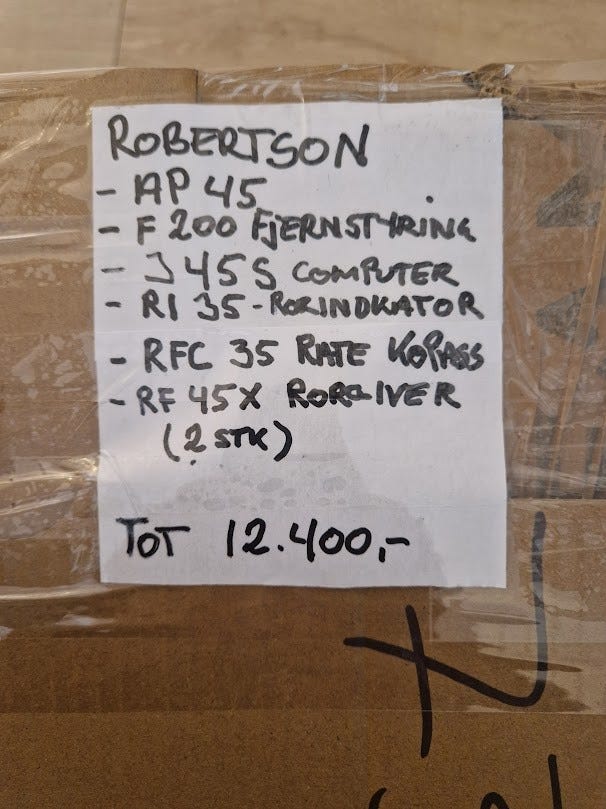 ROBERTSON
- AP 45
- F 200 FJERNSTYRING
- J 45 S COMPUTER
- RI 35 - RORINDKATOR
- RFC 35 RATE KOPASS
- RF 45X RORGIVER
(2 STK)
TOT 12.400,-